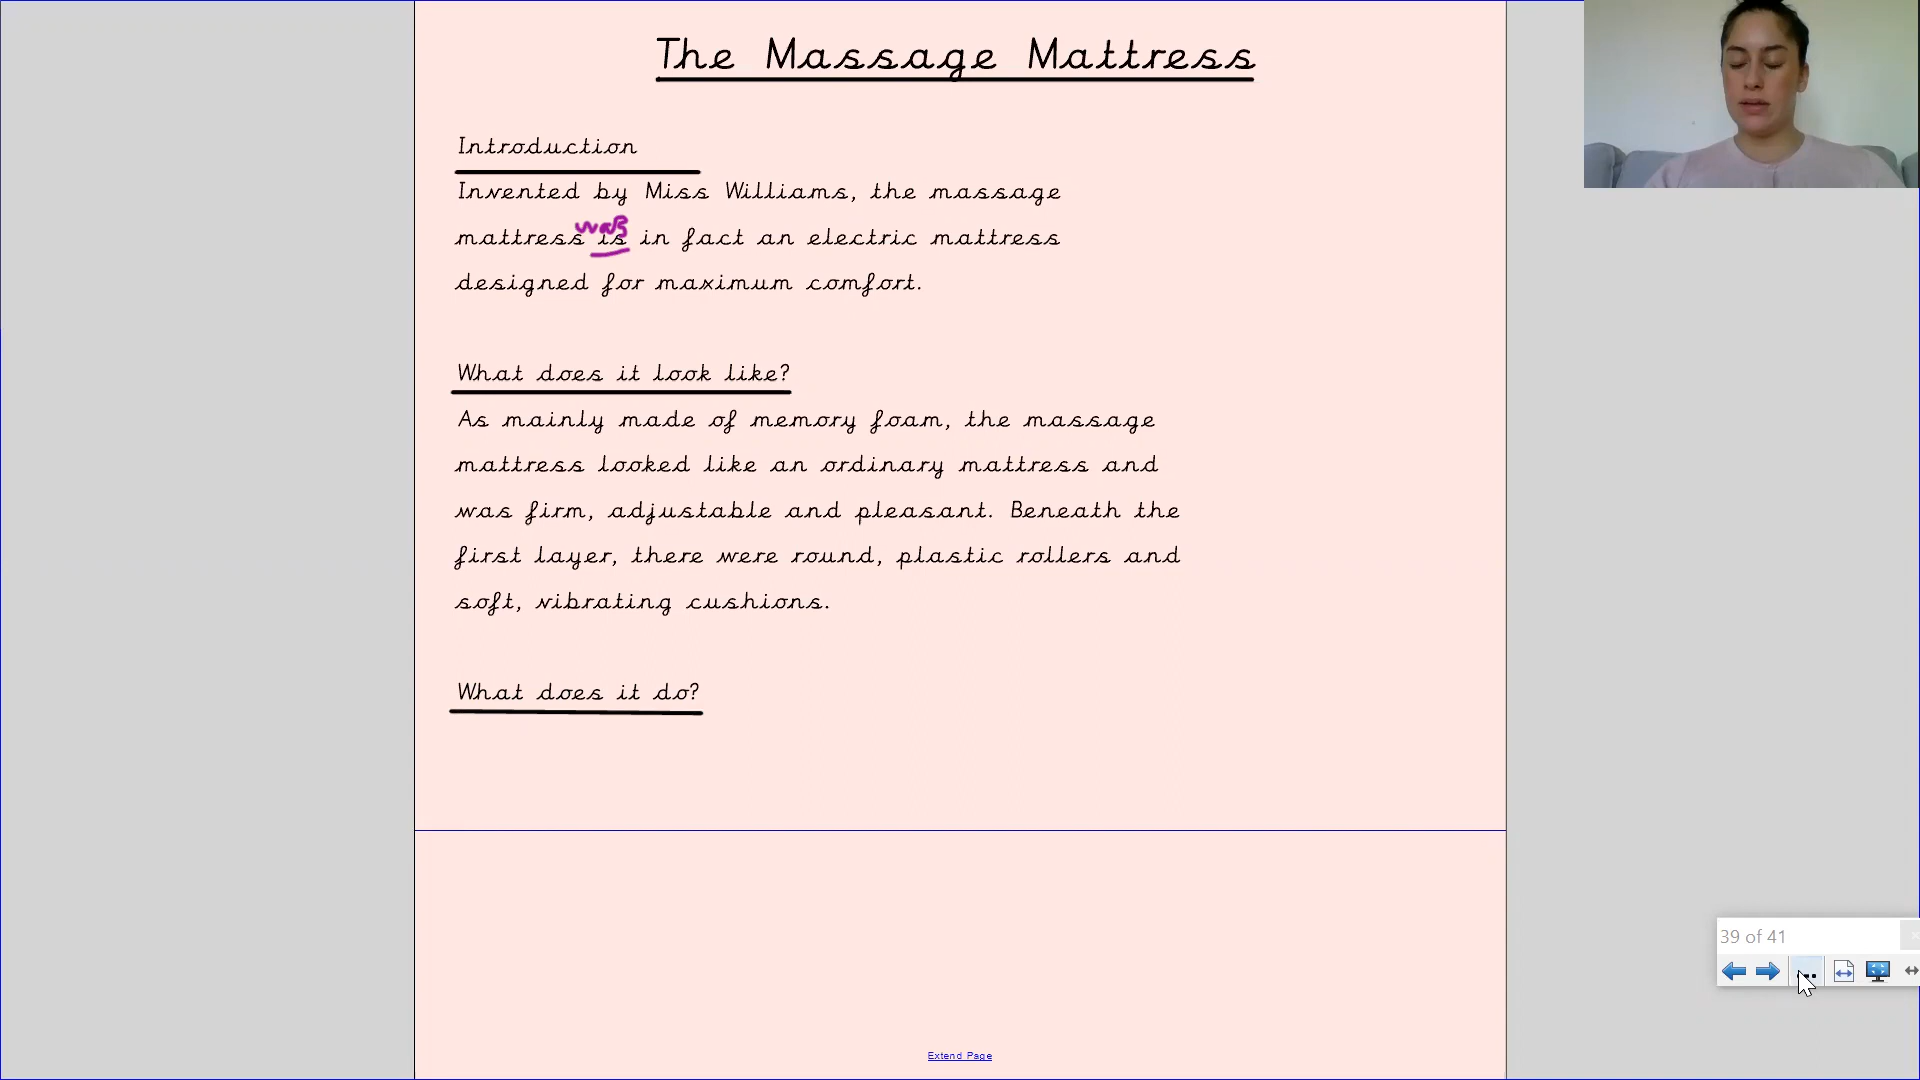 The Massage Mattress
Introduction
Invented by Miss Williams, the massage
was
mattress is in fact an electric mattress
designed for maximum comfort.
What does it look like?
As mainly made of memory foam, the massage
mattress looked like an ordinary mattress and
was firm, adjustable and pleasant. Beneath the
first layer, there were round, plastic rollers and
soft, vibrating cushions.
What does it do?
39 of 41
Extend Page